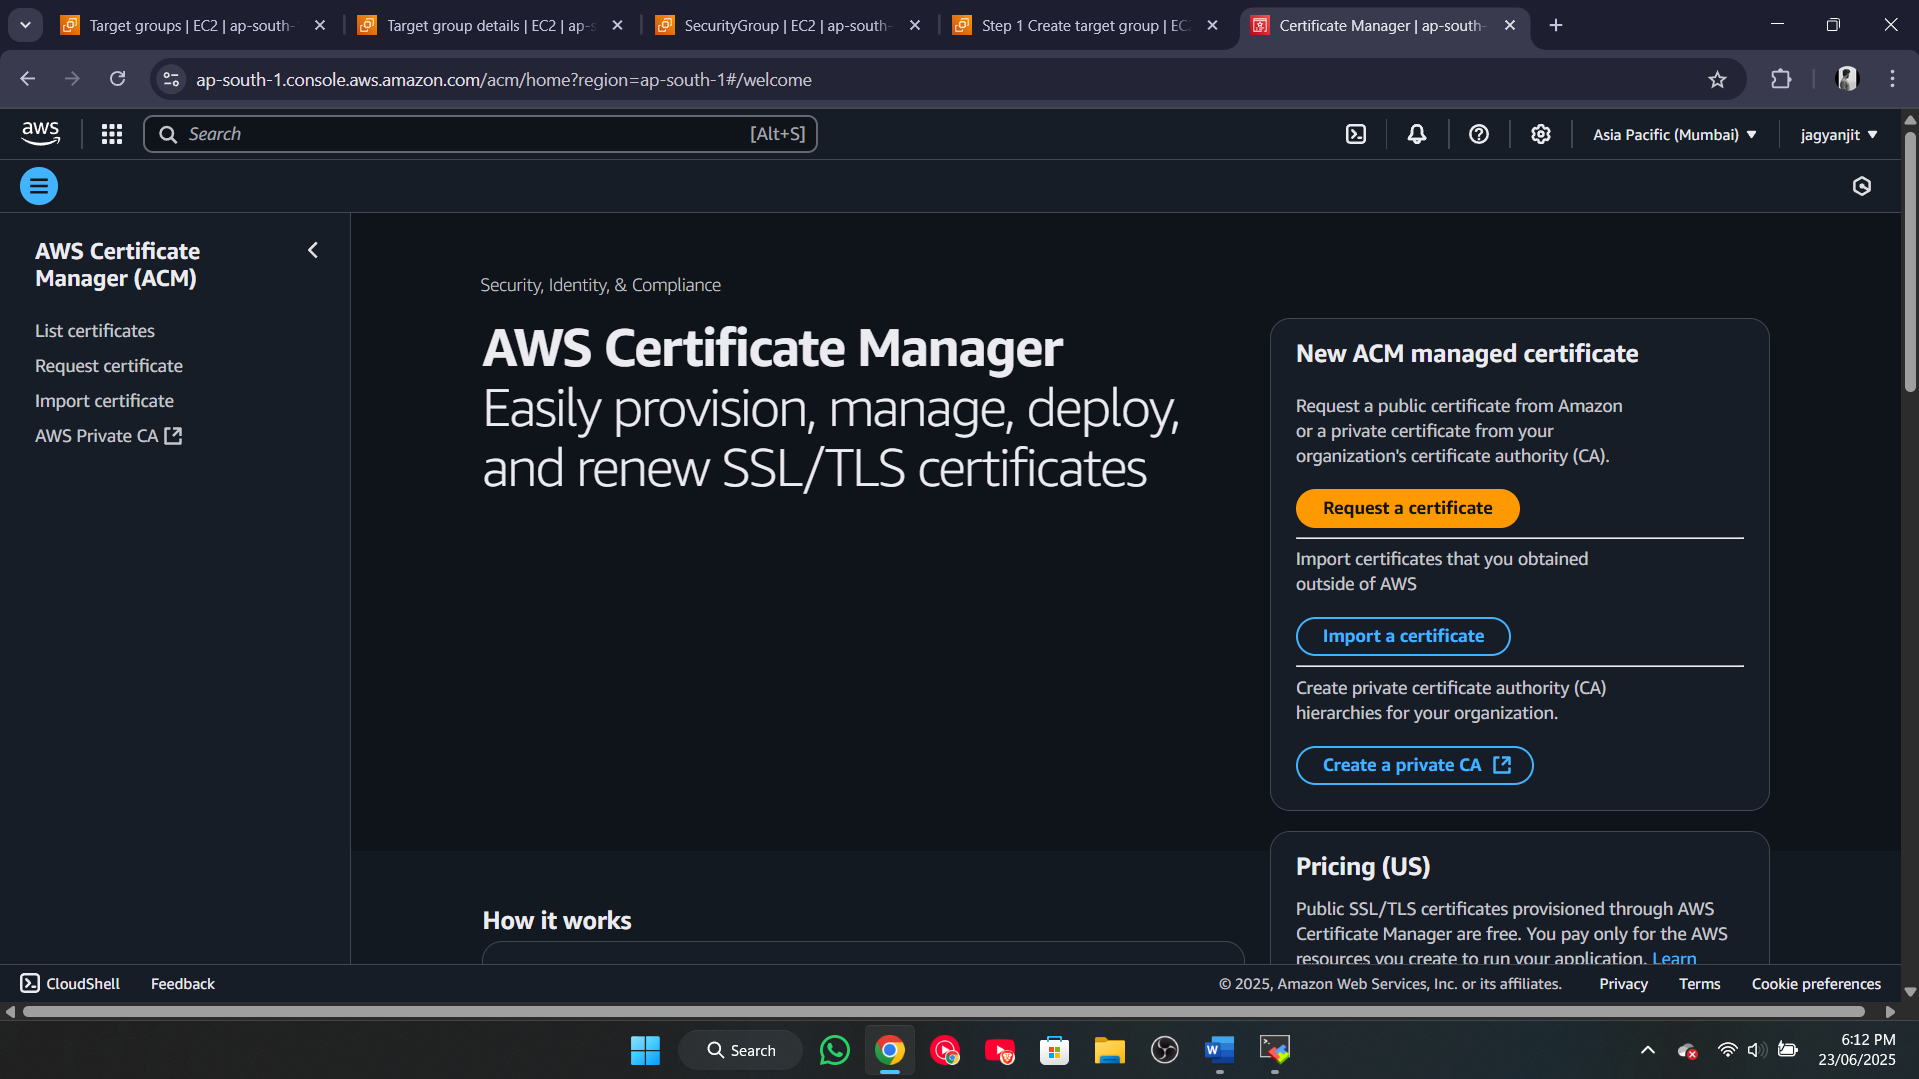 Target groups | EC2 | ap-south-
Target group details | EC2 | ap-s
SecurityGroup | EC2 | ap-south-
Step 1 Create target group | EC2
Certificate Manager | ap-south-
ap-south-1.console.aws.amazon.com/acm/home?region=ap-south-1#/welcome
aws
Search
[Alt+S]
Asia Pacific (Mumbai)
jagyanjit
AWS Certificate
Manager (ACM)
List certificates
Request certificate
Import certificate
AWS Private CA
Security, Identity, & Compliance
AWS Certificate Manager
Easily provision, manage, deploy,
and renew SSL/TLS certificates
New ACM managed certificate
Request a public certificate from Amazon
or a private certificate from your
organization's certificate authority (CA).
Request a certificate
Import certificates that you obtained
outside of AWS
Import a certificate
Create private certificate authority (CA)
hierarchies for your organization.
Create a private CA
Pricing (US)
Public SSL/TLS certificates provisioned through AWS
Certificate Manager are free. You pay only for the AWS
resources you create to run your application. Learn
How it works
CloudShell
Feedback
© 2025, Amazon Web Services, Inc. or its affiliates.
Privacy
Terms
Cookie preferences
Search
6:12 PM
23/06/2025